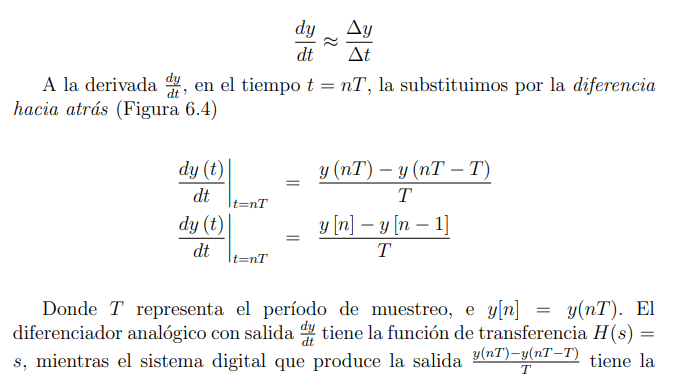 $\frac{dy}{dt} \approx \frac{\Delta y}{\Delta t}$
A la derivada $\frac{dy}{dt}$, en el tiempo $t = nT$, la substituimos por la diferencia
hacia atrás (Figura 6.4)
$\left.\frac{dy\,(t)}{dt}\right|_{t=nT} = \frac{y\,(nT) - y\,(nT - T)}{T}$
$\left.\frac{dy\,(t)}{dt}\right|_{t=nT} = \frac{y\,[n] - y\,[n-1]}{T}$
Donde $T$ representa el período de muestreo, e $y[n] = y(nT)$. El
diferenciador analógico con salida $\frac{dy}{dt}$ tiene la función de transferencia $H(s) =$
$s$, mientras el sistema digital que produce la salida $\frac{y(nT)-y(nT-T)}{T}$ tiene la